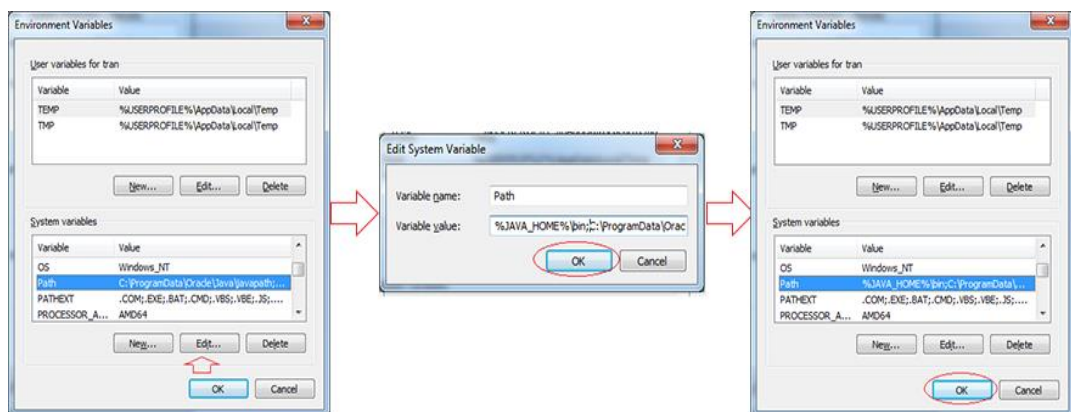 Environment Variables
User variables for tran
Variable Value
TEMP %USERPROFILE%\AppData\Local\Temp
TMP %USERPROFILE%\AppData\Local\Temp
New... Edit... Delete
System variables
Variable Value
OS Windows_NT
Path C:\ProgramData\Oracle\Java\javapath;...
PATHEXT .COM;.EXE;.BAT;.CMD;.VBS;.VBE;.JS;....
PROCESSOR_A... AMD64
New... Edit... Delete
OK Cancel
Edit System Variable
Variable name: Path
Variable value: %JAVA_HOME%\bin;C:\ProgramData\Orac
OK Cancel
Environment Variables
User variables for tran
Variable Value
TEMP %USERPROFILE%\AppData\Local\Temp
TMP %USERPROFILE%\AppData\Local\Temp
New... Edit... Delete
System variables
Variable Value
OS Windows_NT
Path %JAVA_HOME%\bin;C:\ProgramData\...
PATHEXT .COM;.EXE;.BAT;.CMD;.VBS;.VBE;.JS;....
PROCESSOR_A... AMD64
New... Edit... Delete
OK Cancel